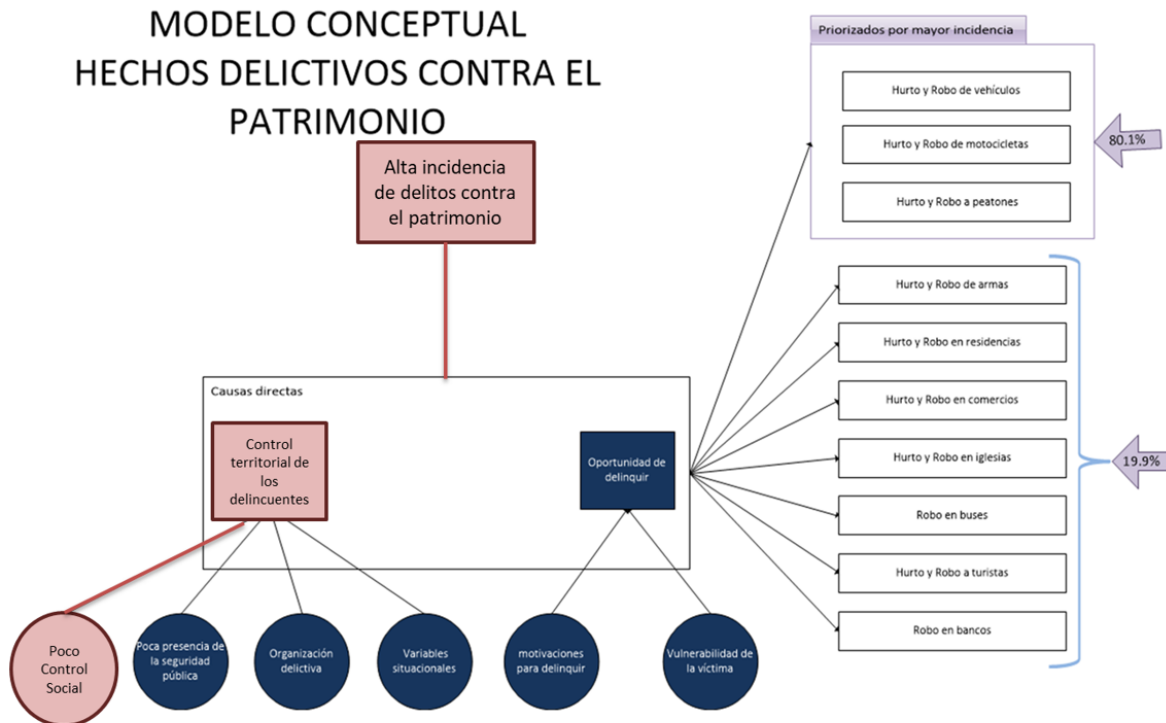 MODELO CONCEPTUAL
HECHOS DELICTIVOS CONTRA EL
PATRIMONIO
Alta incidencia
de delitos contra
el patrimonio
Causas directas
Control
territorial de
los
delincuentes
Oportunidad de
delinquir
Poco
Control
Social
Poca presencia de
la seguridad
pública
Organización
delictiva
Variables
situacionales
motivaciones
para delinquir
Vulnerabilidad de
la víctima
Priorizados por mayor incidencia
Hurto y Robo de vehículos
Hurto y Robo de motocicletas
Hurto y Robo a peatones
80.1%
Hurto y Robo de armas
Hurto y Robo en residencias
Hurto y Robo en comercios
Hurto y Robo en iglesias
Robo en buses
Hurto y Robo a turistas
Robo en bancos
19.9%